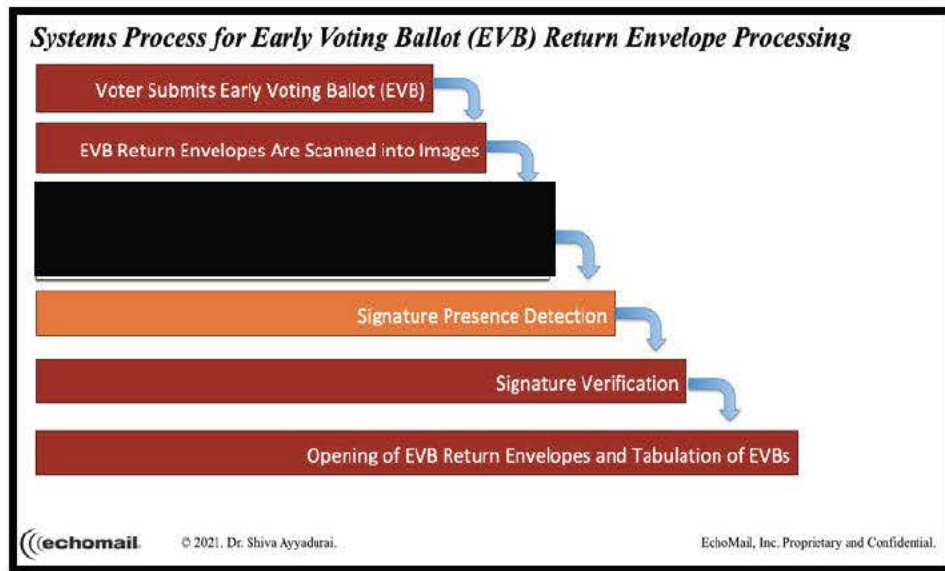 Systems Process for Early Voting Ballot (EVB) Return Envelope Processing
Voter Submits Early Voting Ballot (EVB)
EVB Return Envelopes Are Scanned into Images
Signature Presence Detection
Signature Verification
Opening of EVB Return Envelopes and Tabulation of EVBs
echomail © 2021. Dr. Shiva Ayyadurai. EchoMail, Inc. Proprietary and Confidential.